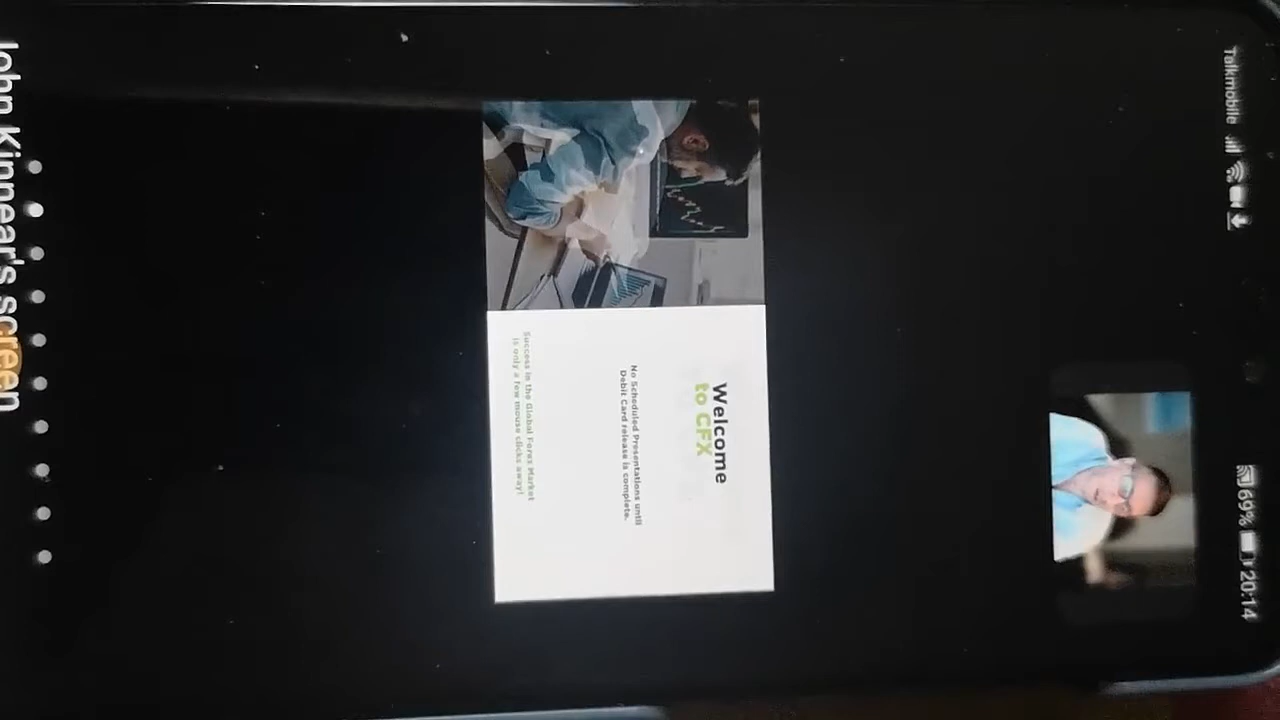 Talkmobile
69% 20:14
Welcome
to CFX
No Scheduled Presentations until
Debit Card release is complete.
Success in the Global Forex Market
is only a few mouse clicks away!
John Kinnear's screen